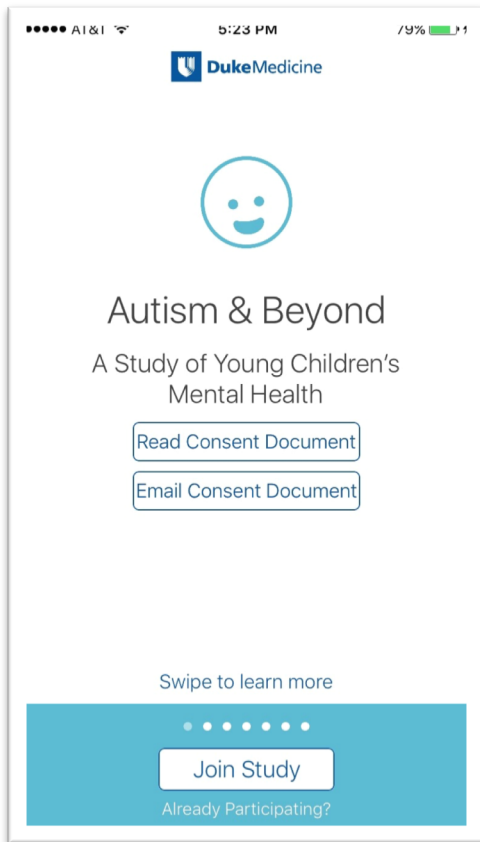 AT&T 5:23 PM 79%
DukeMedicine
Autism & Beyond
A Study of Young Children's
Mental Health
Read Consent Document
Email Consent Document
Swipe to learn more
Join Study
Already Participating?